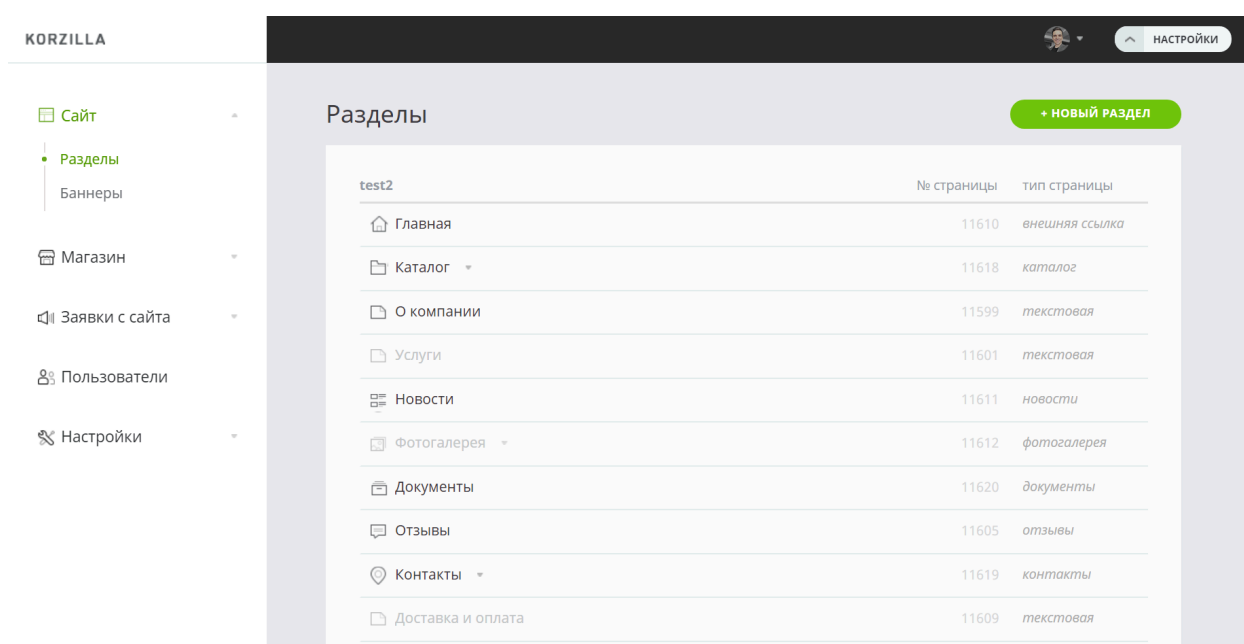 KORZILLA
НАСТРОЙКИ
Сайт
Разделы
Баннеры
Магазин
Заявки с сайта
Пользователи
Настройки
Разделы
+ НОВЫЙ РАЗДЕЛ
test2 № страницы тип страницы
Главная 11610 внешняя ссылка
Каталог 11618 каталог
О компании 11599 текстовая
Услуги 11601 текстовая
Новости 11611 новости
Фотогалерея 11612 фотогалерея
Документы 11620 документы
Отзывы 11605 отзывы
Контакты 11619 контакты
Доставка и оплата 11609 текстовая